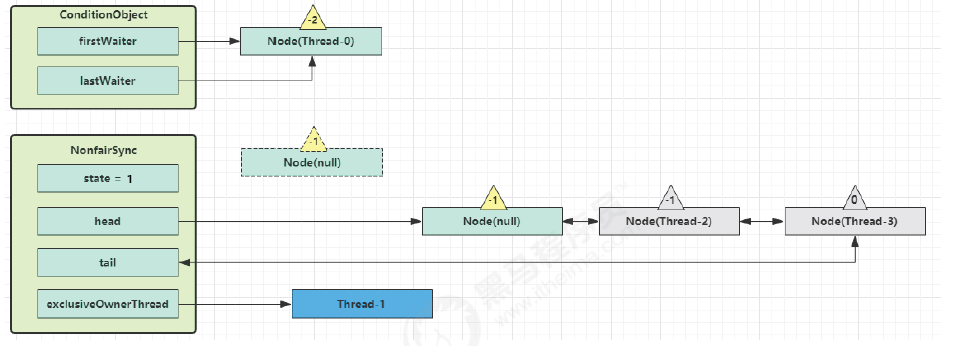 ConditionObject
-2
firstWaiter
Node(Thread-0)
lastWaiter
NonfairSync
-1
Node(null)
state = 1
-1
-1
0
head
Node(null)
Node(Thread-2)
Node(Thread-3)
tail
exclusiveOwnerThread
Thread-1
黑马程序员
www.itheima.com